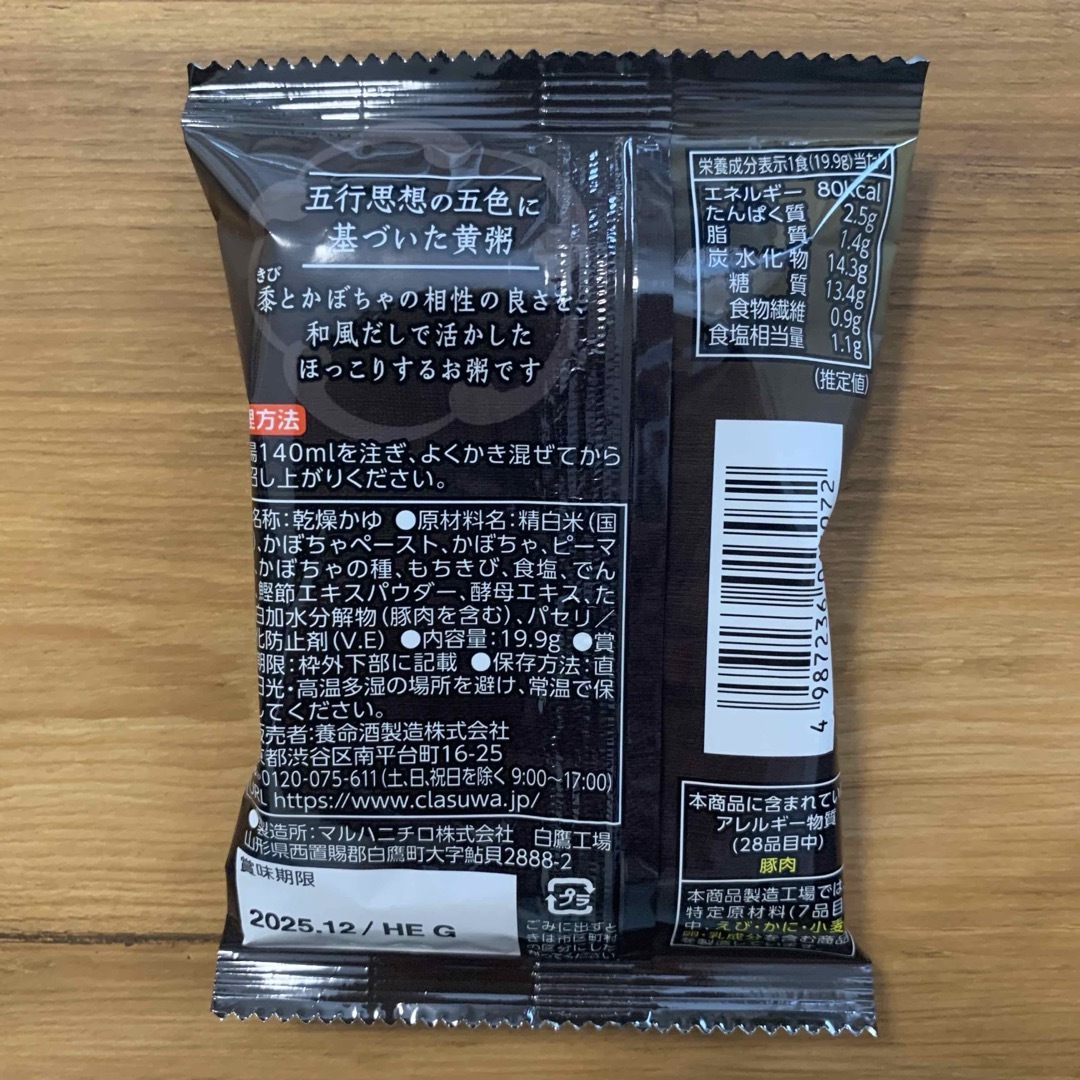 五行思想の五色に
基づいた黄粥
きび
黍とかぼちゃの相性の良さを、
和風だしで活かした
ほっこりするお粥です
方法
140mlを注ぎ、よくかき混ぜてから
し上がりください。
名称：乾燥かゆ ●原材料名：精白米（国
、かぼちゃペースト、かぼちゃ、ピーマ
、かぼちゃの種、もちきび、食塩、でん
、鰹節エキスパウダー、酵母エキス、た
白加水分解物（豚肉を含む）、パセリ／
化防止剤（V.E） ●内容量：19.9g ●賞
期限：枠外下部に記載 ●保存方法：直
日光・高温多湿の場所を避け、常温で保
してください。
売者：養命酒製造株式会社
京都渋谷区南平台町16-25
0120-075-611（土、日、祝日を除く 9:00～17:00）
URL https://www.clasuwa.jp/
●製造所：マルハニチロ株式会社 白鷹工場
山形県西置賜郡白鷹町大字鮎貝2888-2
賞味期限
2025.12 / HE G
プラ
栄養成分表示1食（19.9g）当たり
エネルギー 80kcal
たんぱく質 2.5g
脂質 1.4g
炭水化物 14.3g
糖質 13.4g
食物繊維 0.9g
食塩相当量 1.1g
（推定値）
4 987236
本商品に含まれてい
アレルギー物質
（28品目中）
豚肉
本商品製造工場では
特定原材料（7品目
中、えび・かに・小麦
卵・乳成分を含む商品